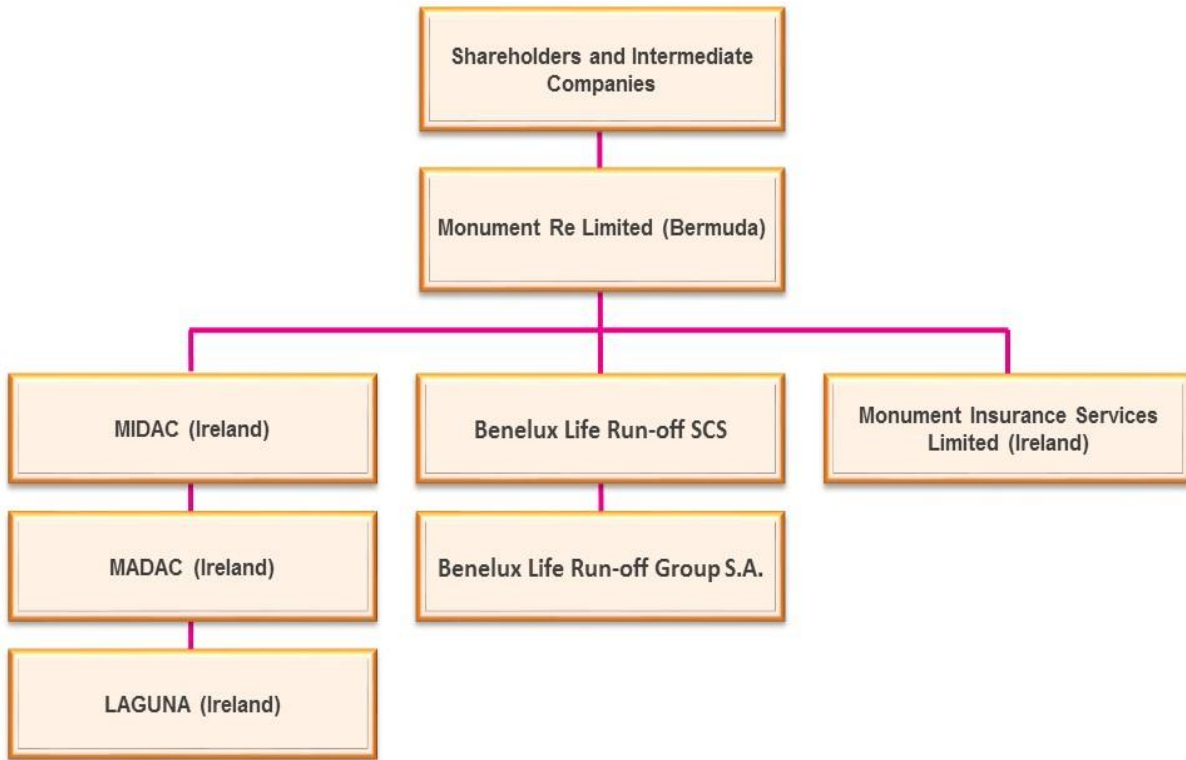 Shareholders and Intermediate
Companies
Monument Re Limited (Bermuda)
MIDAC (Ireland)
Benelux Life Run-off SCS
Monument Insurance Services
Limited (Ireland)
MADAC (Ireland)
Benelux Life Run-off Group S.A.
LAGUNA (Ireland)